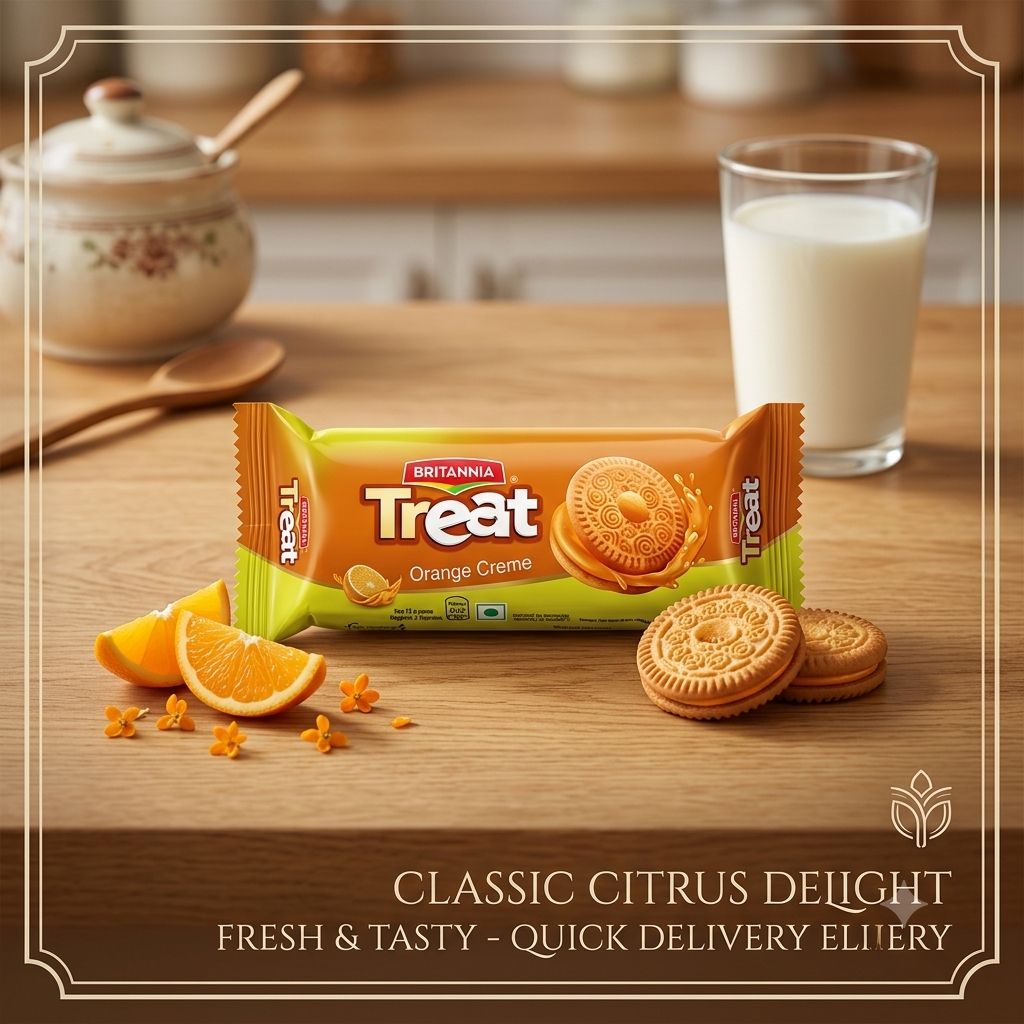 BRITANNIA
Treat
Orange Creme
Treat
Treat
CLASSIC CITRUS DELIGHT
FRESH & TASTY - QUICK DELIVERY ELIIERY